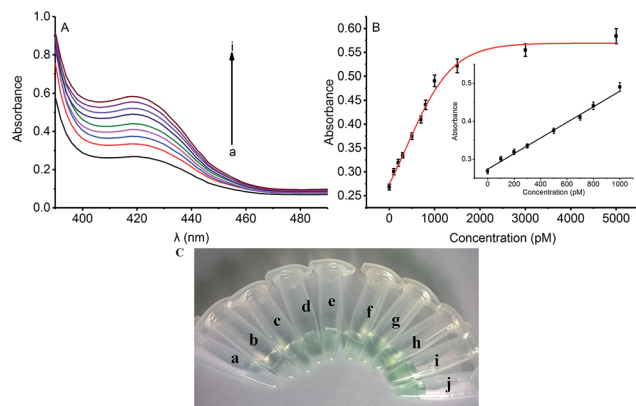 A
i
a
Absorbance
1.0
0.8
0.6
0.4
0.2
0.0
400
420
440
460
480
λ (nm)
B
Absorbance
0.60
0.55
0.50
0.45
0.40
0.35
0.30
0.25
0
1000
2000
3000
4000
5000
Concentration (pM)
Absorbance
0.5
0.4
0.3
0
200
400
600
800
1000
Concentration (pM)
C
a
b
c
d
e
f
g
h
i
j